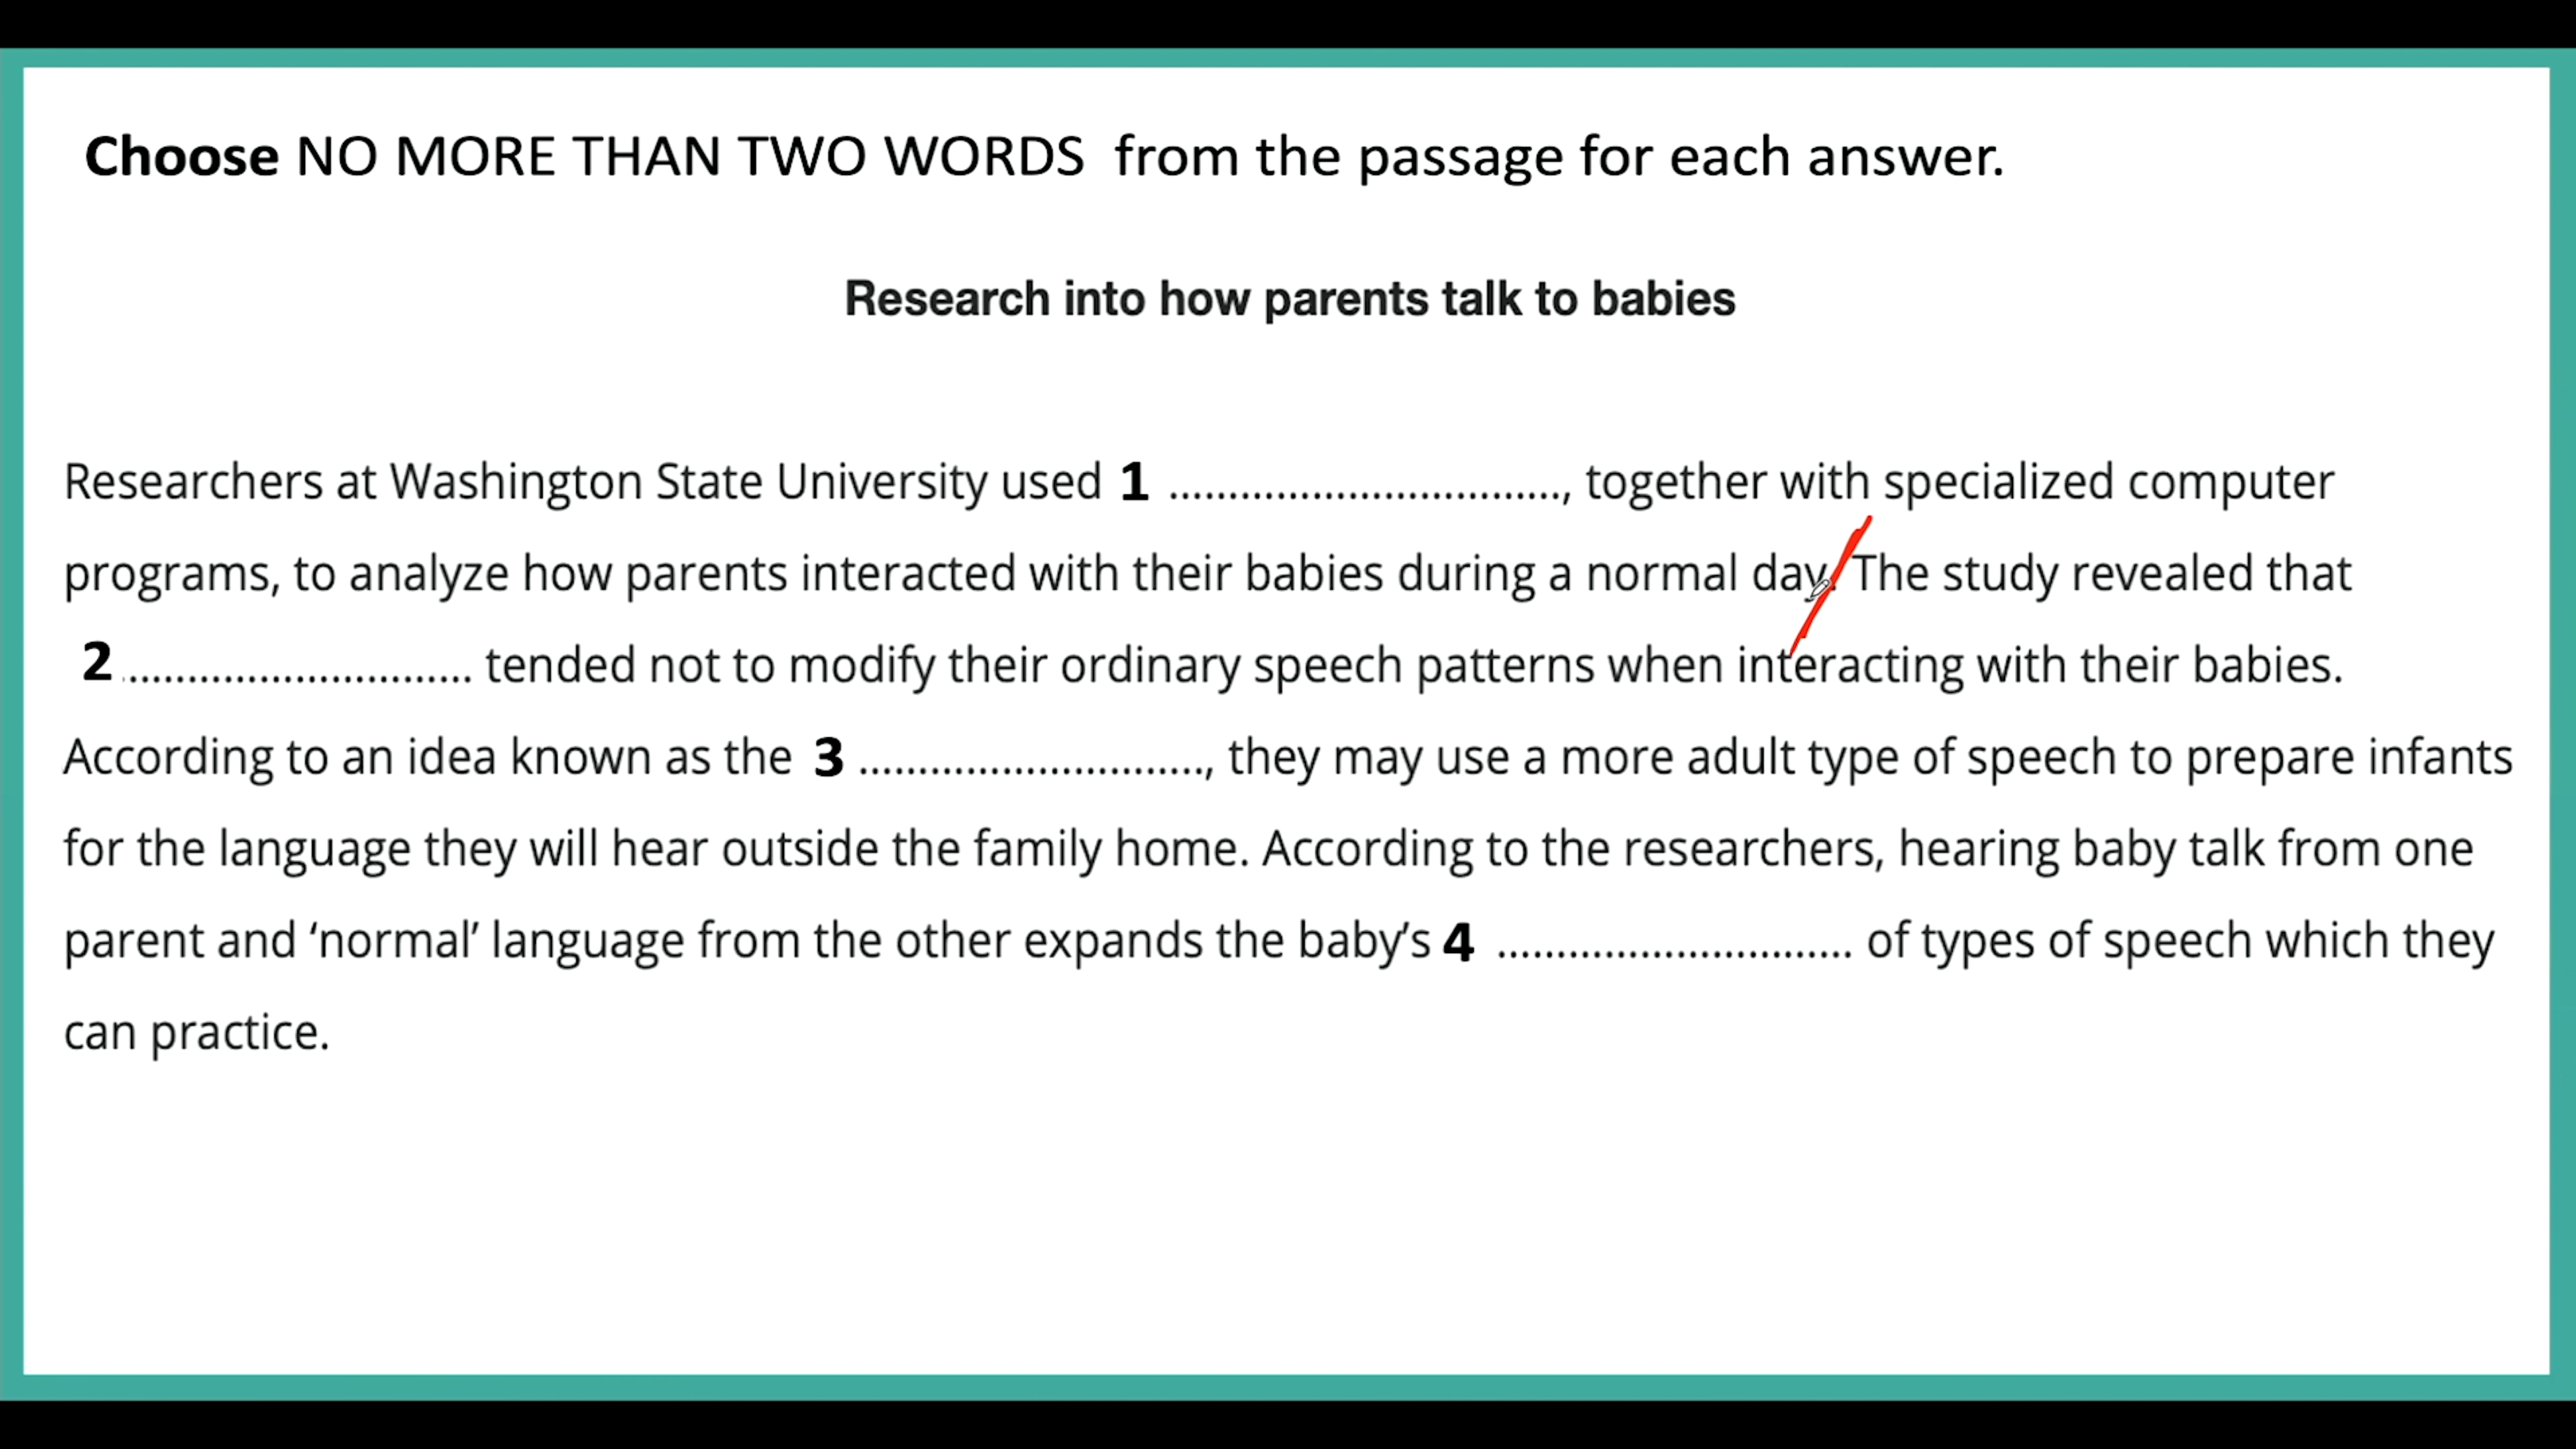 Choose NO MORE THAN TWO WORDS from the passage for each answer.
Research into how parents talk to babies
Researchers at Washington State University used 1 ................................., together with specialized computer
programs, to analyze how parents interacted with their babies during a normal day. The study revealed that
2 .............................. tended not to modify their ordinary speech patterns when interacting with their babies.
According to an idea known as the 3 ............................., they may use a more adult type of speech to prepare infants
for the language they will hear outside the family home. According to the researchers, hearing baby talk from one
parent and ‘normal’ language from the other expands the baby’s 4 .............................. of types of speech which they
can practice.